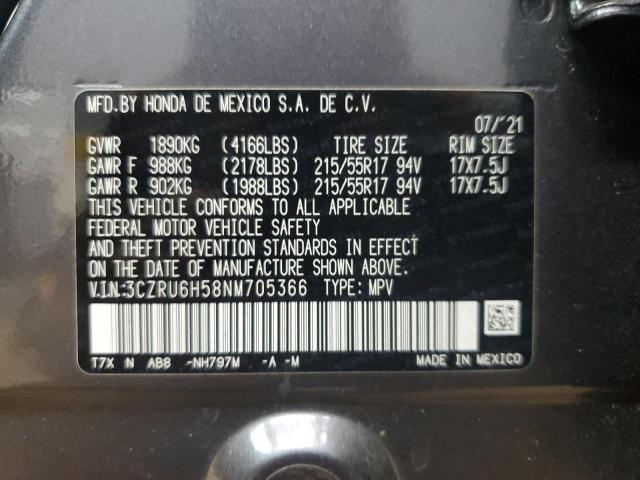 MFD.BY HONDA DE MEXICO S.A. DE C.V.
07/'21
GVWR 1890KG (4166LBS) TIRE SIZE RIM SIZE
GAWR F 988KG (2178LBS) 215/55R17 94V 17X7.5J
GAWR R 902KG (1988LBS) 215/55R17 94V 17X7.5J
THIS VEHICLE CONFORMS TO ALL APPLICABLE
FEDERAL MOTOR VEHICLE SAFETY
AND THEFT PREVENTION STANDARDS IN EFFECT
ON THE DATE OF MANUFACTURE SHOWN ABOVE.
V.I.N.:3CZRU6H58NM705366 TYPE: MPV
T7X N AB8 -NH797M -A -M MADE IN MEXICO